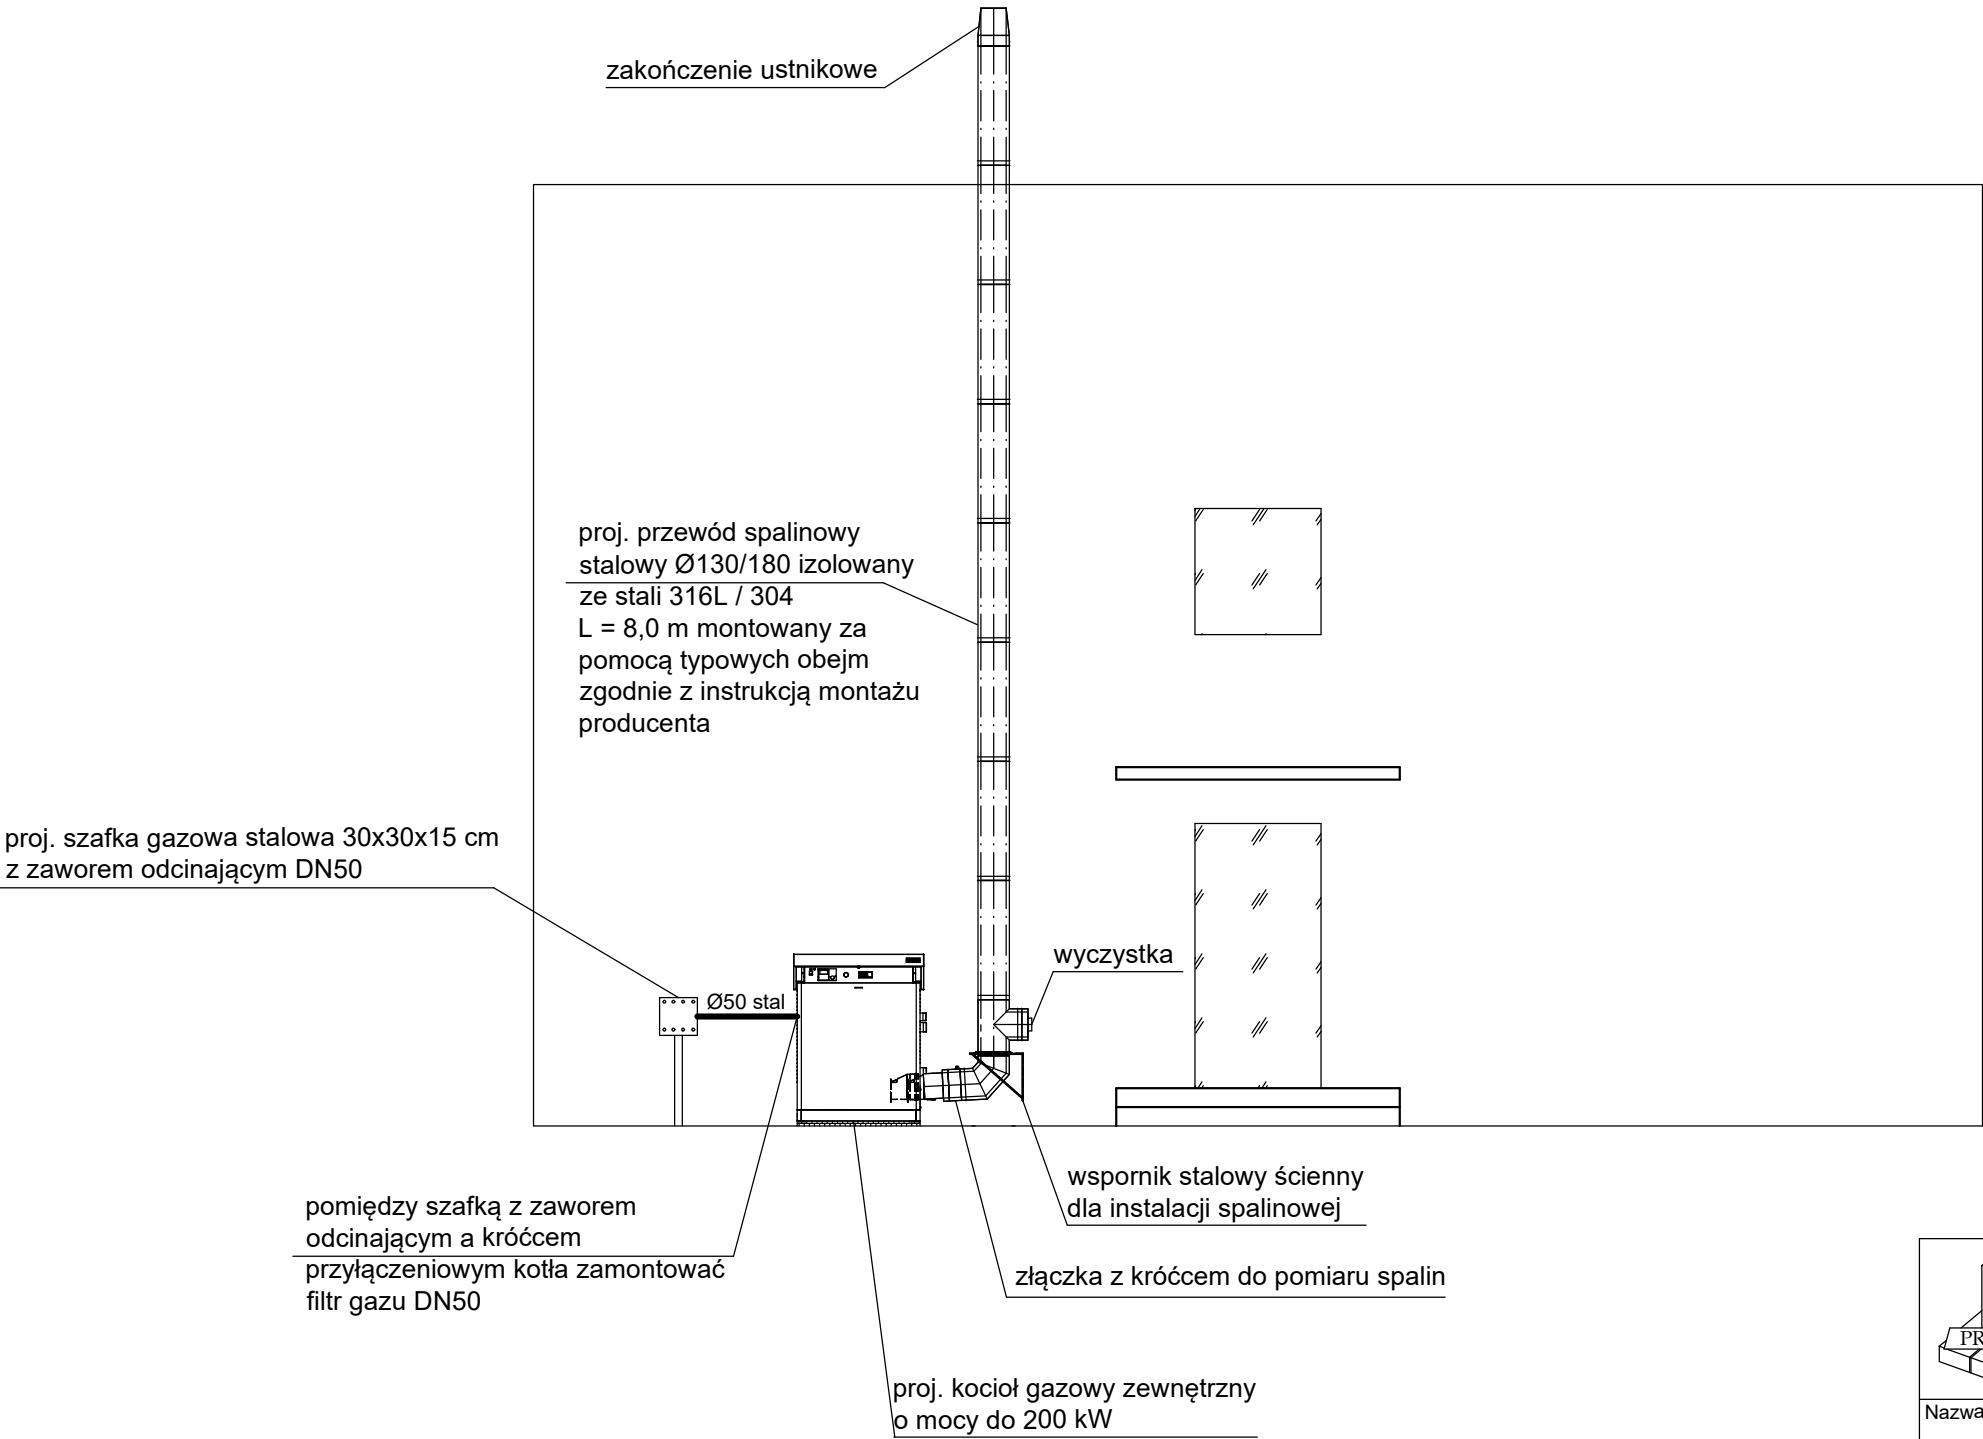 zakończenie ustnikowe
proj. przewód spalinowy
stalowy Ø130/180 izolowany
ze stali 316L / 304
L = 8,0 m montowany za
pomocą typowych obejm
zgodnie z instrukcją montażu
producenta
proj. szafka gazowa stalowa 30x30x15 cm
z zaworem odcinającym DN50
wyczystka
Ø50 stal
wspornik stalowy ścienny
dla instalacji spalinowej
pomiędzy szafką z zaworem
odcinającym a króćcem
przyłączeniowym kotła zamontować
filtr gazu DN50
złączka z króćcem do pomiaru spalin
proj. kocioł gazowy zewnętrzny
o mocy do 200 kW
PR
Nazwa